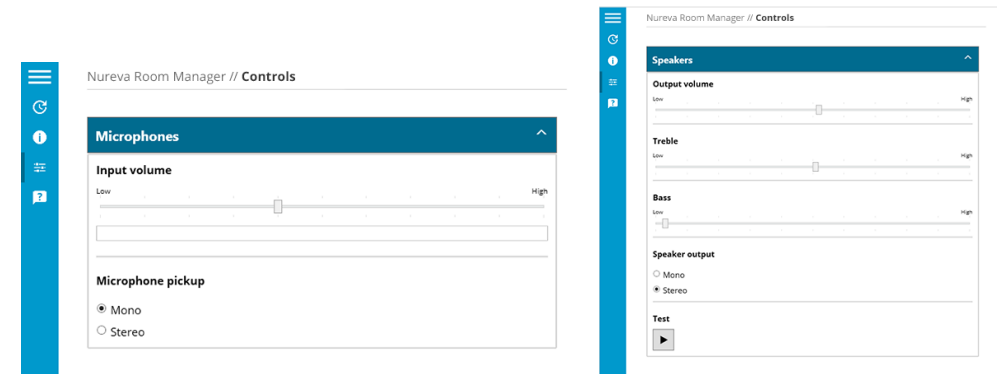 Nureva Room Manager // Controls
Microphones
Input volume
Low High
Microphone pickup
Mono
Stereo
Nureva Room Manager // Controls
Speakers
Output volume
Low High
Treble
Low High
Bass
Low High
Speaker output
Mono
Stereo
Test